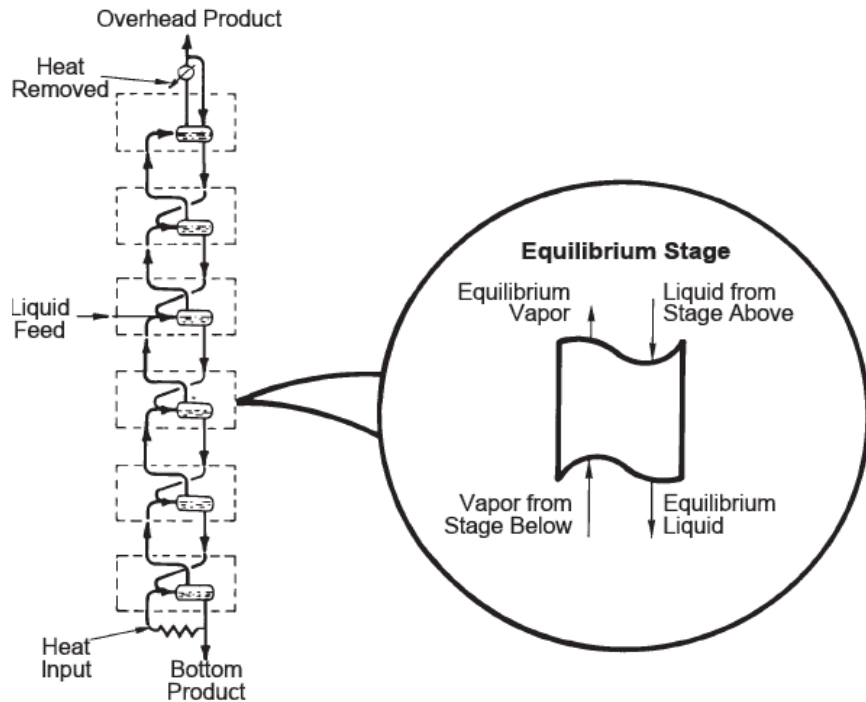 Overhead Product
Heat
Removed
Liquid
Feed
Heat
Input
Bottom
Product
Equilibrium Stage
Equilibrium
Vapor
Liquid from
Stage Above
Vapor from
Stage Below
Equilibrium
Liquid